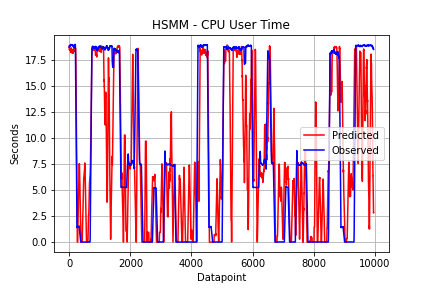 HSMM - CPU User Time
17.5
15.0
12.5
10.0
7.5
5.0
2.5
0.0
Seconds
Predicted
Observed
0 2000 4000 6000 8000 10000
Datapoint